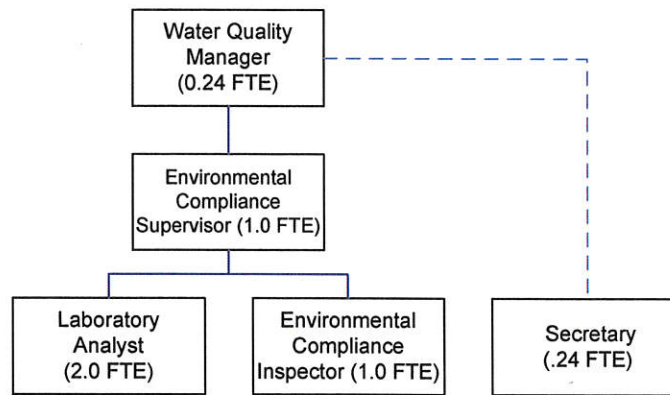 Water Quality
Manager
(0.24 FTE)
Environmental
Compliance
Supervisor (1.0 FTE)
Laboratory
Analyst
(2.0 FTE)
Environmental
Compliance
Inspector (1.0 FTE)
Secretary
(.24 FTE)